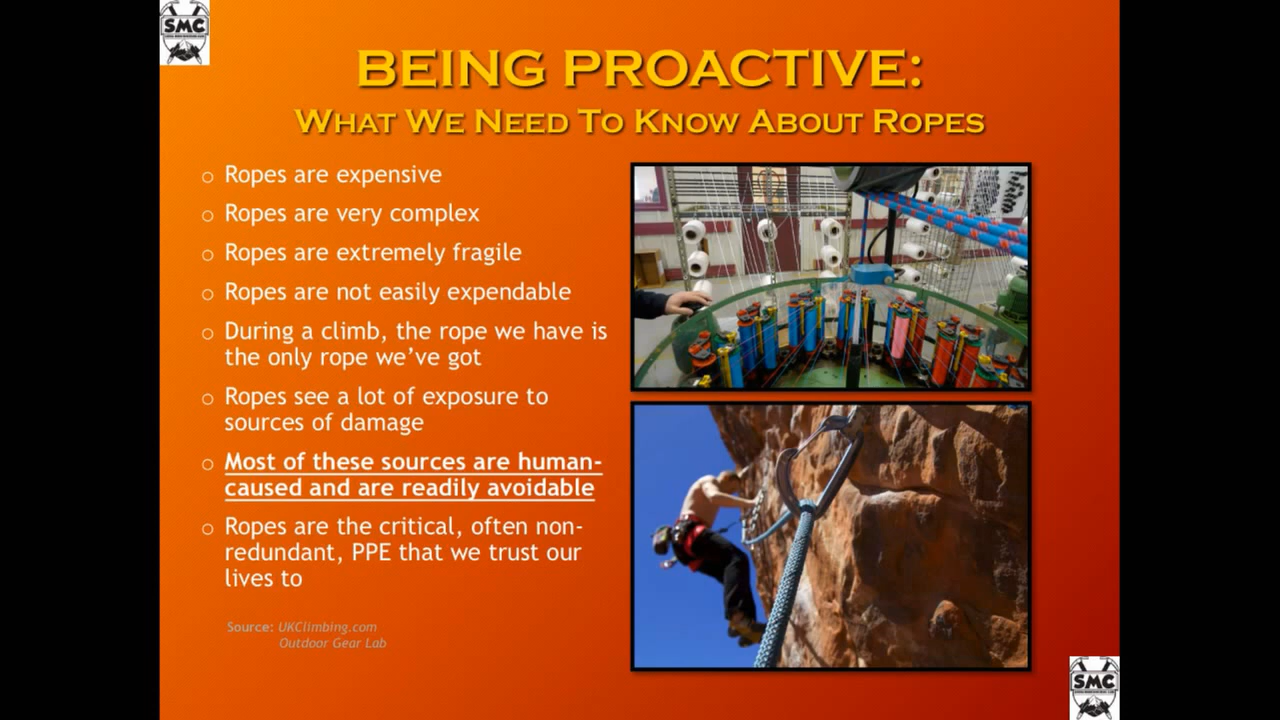 SMC
BEING PROACTIVE:
WHAT WE NEED TO KNOW ABOUT ROPES
Ropes are expensive
Ropes are very complex
Ropes are extremely fragile
Ropes are not easily expendable
During a climb, the rope we have is
the only rope we've got
Ropes see a lot of exposure to
sources of damage
Most of these sources are human-
caused and are readily avoidable
Ropes are the critical, often non-
redundant, PPE that we trust our
lives to
Source: UKClimbing.com
Outdoor Gear Lab
SMC